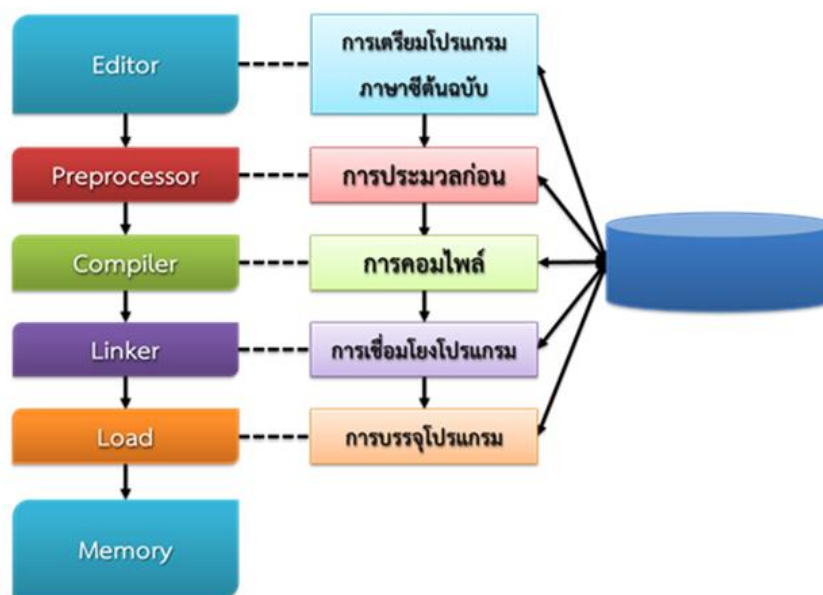 Editor
การเตรียมโปรแกรม
ภาษาซีต้นฉบับ
Preprocessor
การประมวลก่อน
Compiler
การคอมไพล์
Linker
การเชื่อมโยงโปรแกรม
Load
การบรรจุโปรแกรม
Memory